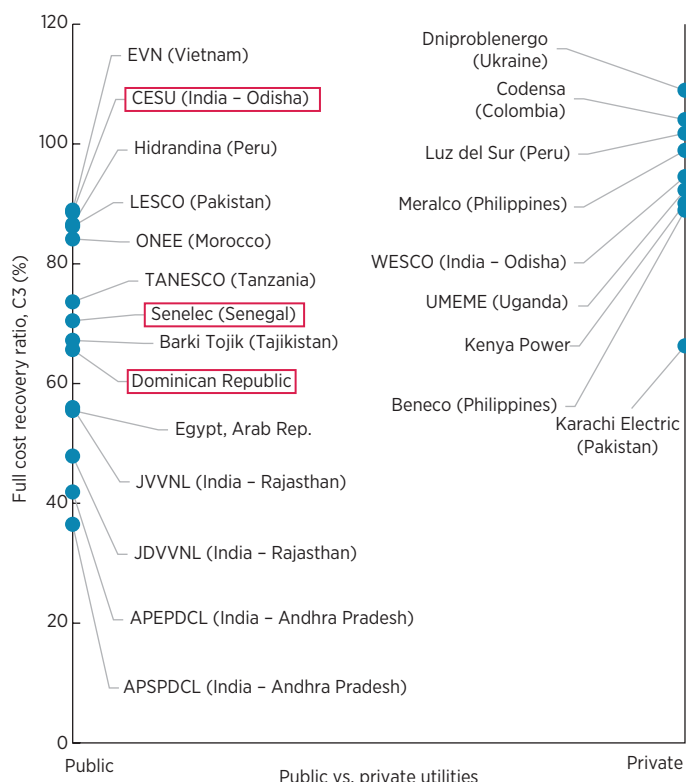 120
100
80
60
40
20
0
Full cost recovery ratio, C3 (%)
EVN (Vietnam)
CESU (India – Odisha)
Hidrandina (Peru)
LESCO (Pakistan)
ONEE (Morocco)
TANESCO (Tanzania)
Senelec (Senegal)
Barki Tojik (Tajikistan)
Dominican Republic
Egypt, Arab Rep.
JVVNL (India – Rajasthan)
JDVVNL (India – Rajasthan)
APEPDCL (India – Andhra Pradesh)
APSPDCL (India – Andhra Pradesh)
Dniproblenergo
(Ukraine)
Codensa
(Colombia)
Luz del Sur (Peru)
Meralco (Philippines)
WESCO (India – Odisha)
UMEME (Uganda)
Kenya Power
Beneco (Philippines)
Karachi Electric
(Pakistan)
Public
Private
Public vs. private utilities